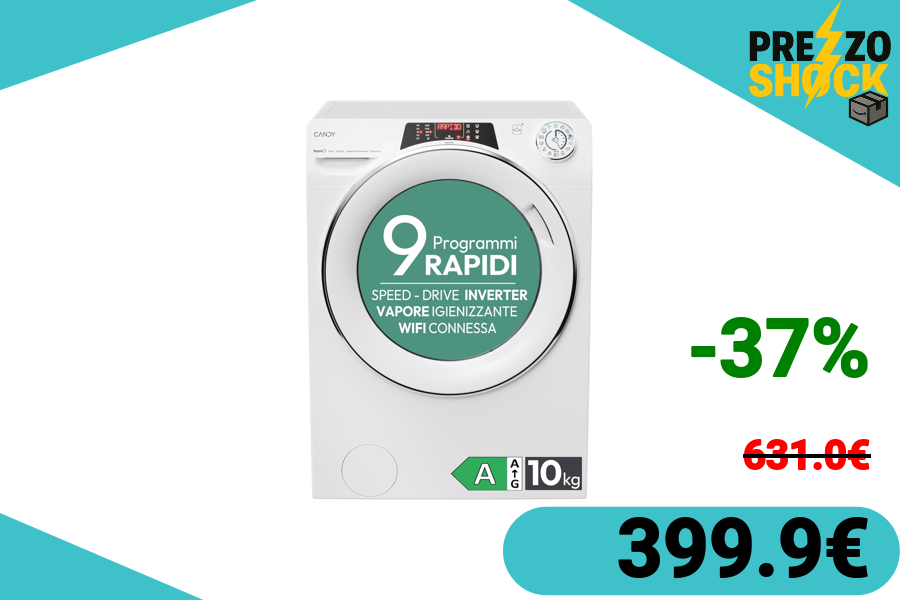 PREZZO
SHOCK
CANDY
RAPIDO
9 Programmi
RAPIDI
SPEED - DRIVE INVERTER
VAPORE IGIENIZZANTE
WIFI CONNESSA
-37%
631.0€
A A↑G 10kg
399.9€